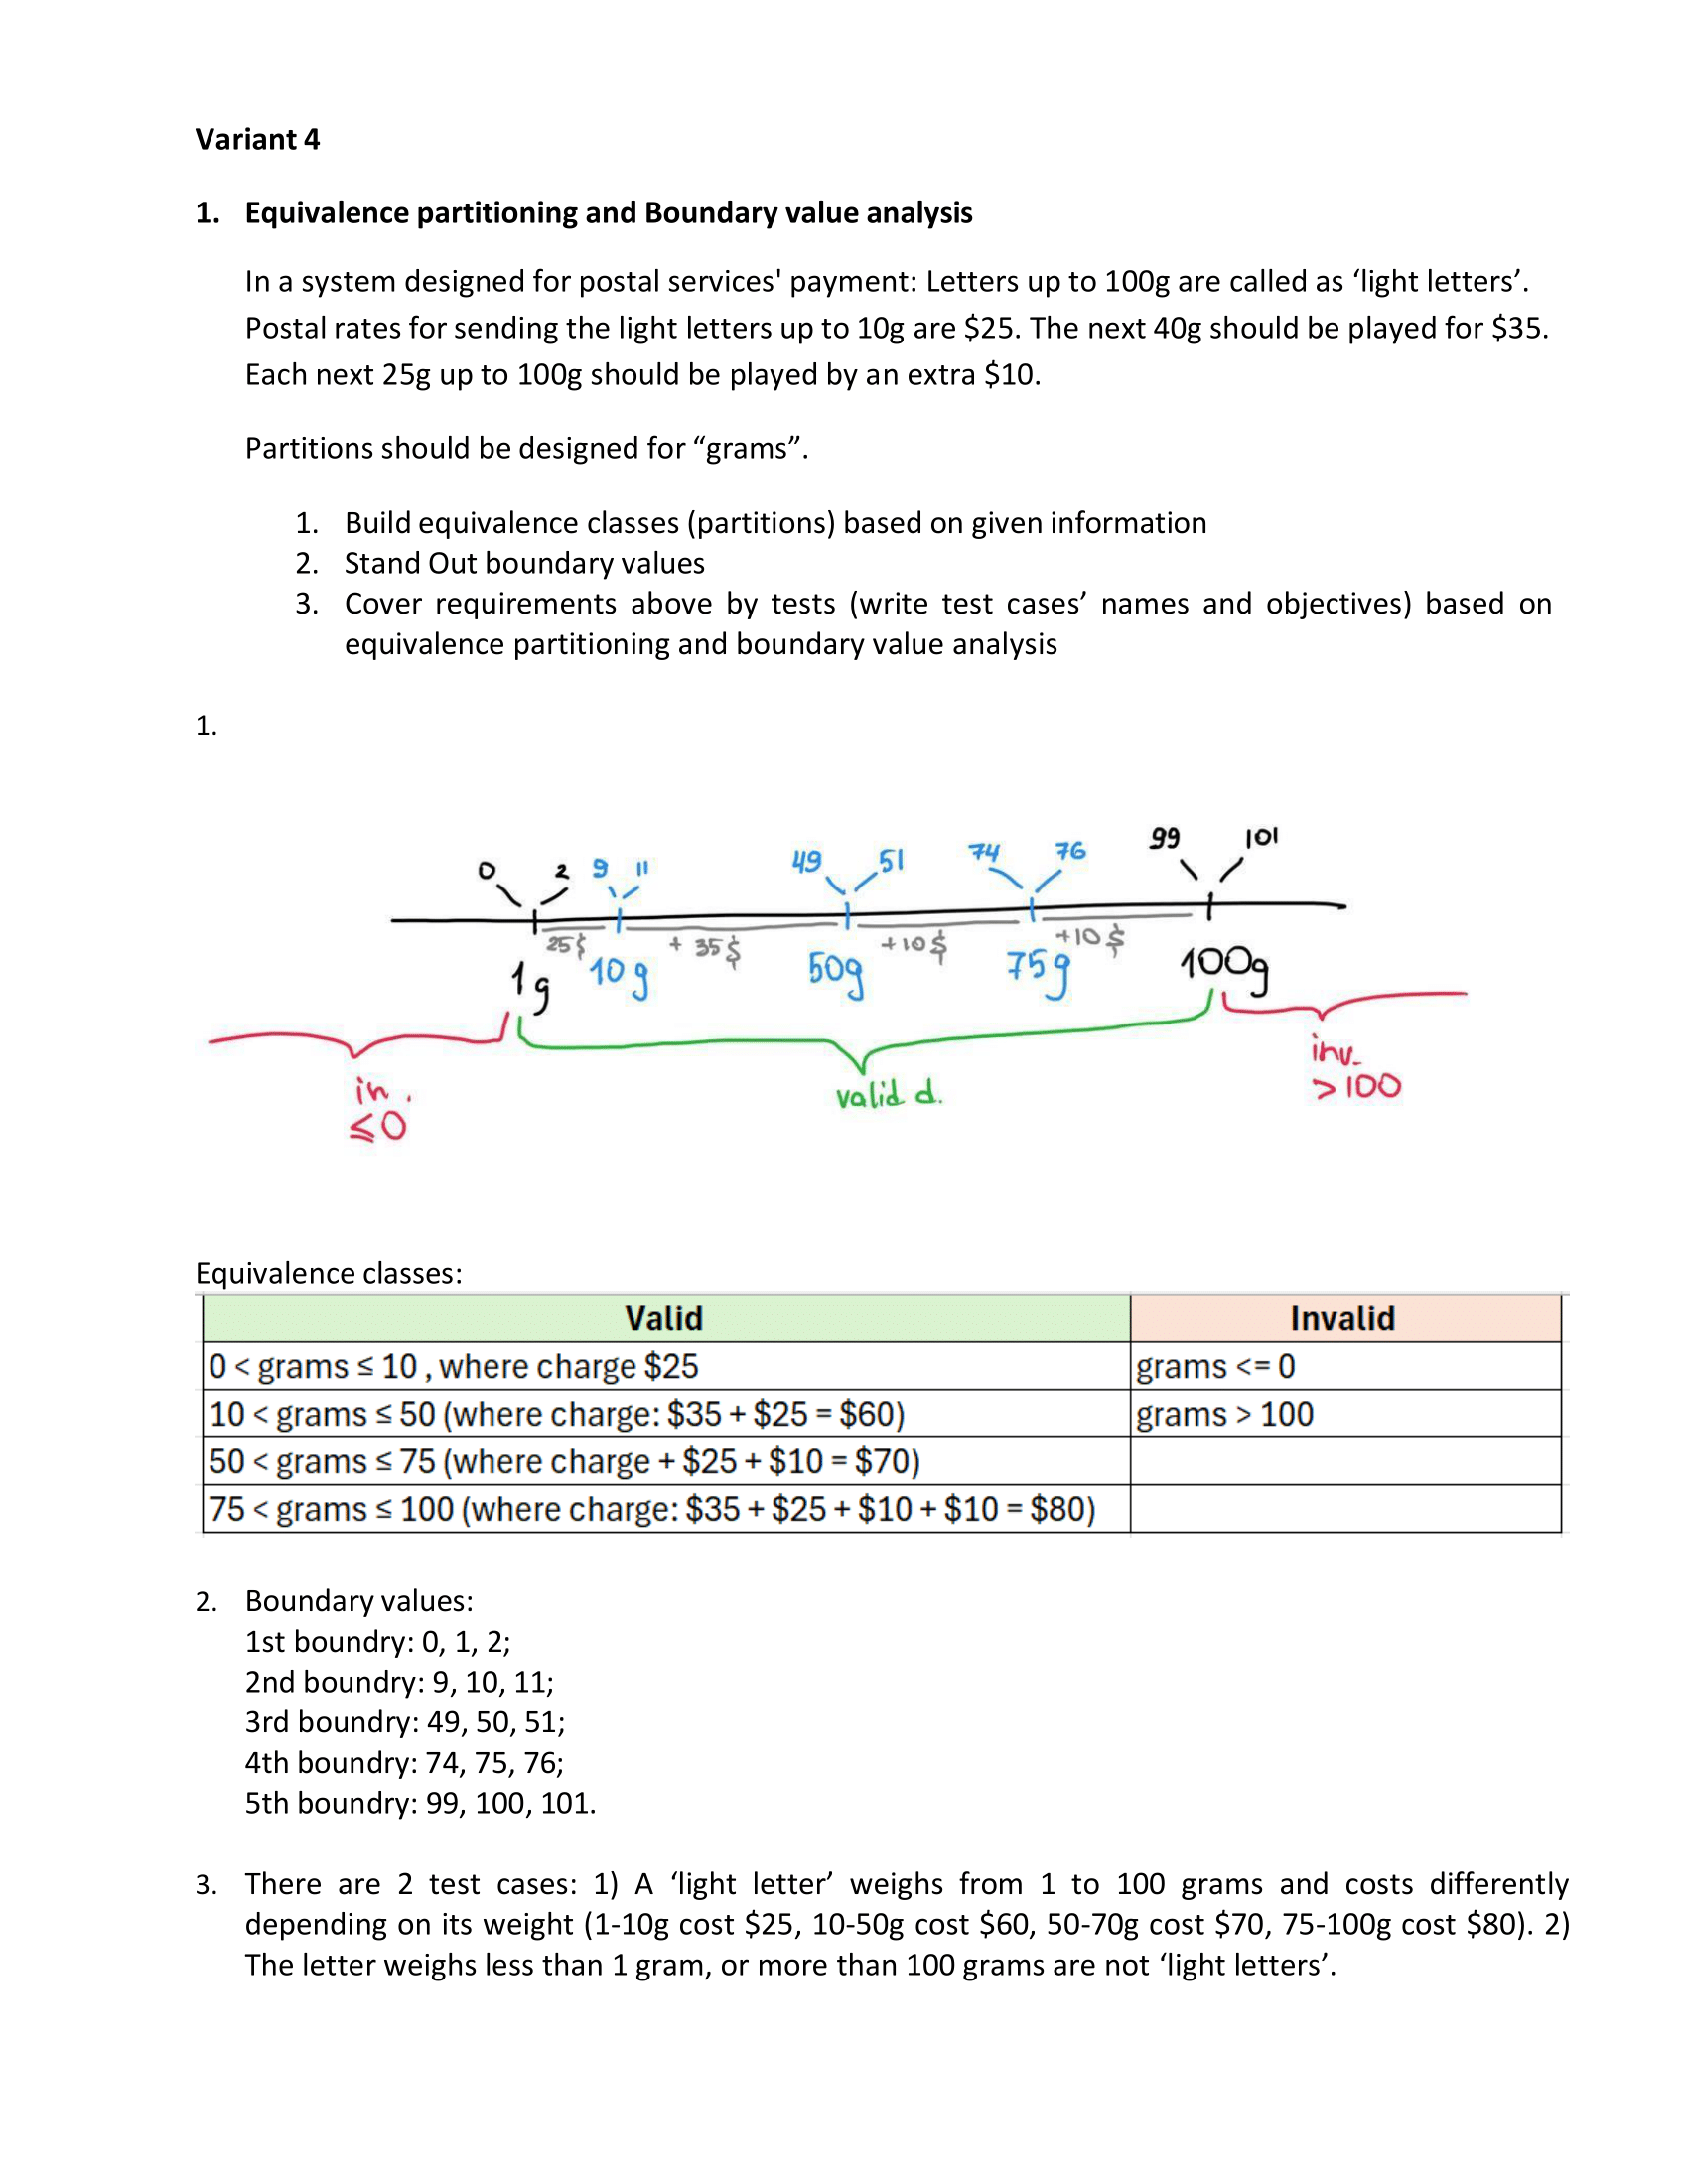 Variant 4
1. Equivalence partitioning and Boundary value analysis
In a system designed for postal services' payment: Letters up to 100g are called as ‘light letters’.
Postal rates for sending the light letters up to 10g are $25. The next 40g should be played for $35.
Each next 25g up to 100g should be played by an extra $10.
Partitions should be designed for “grams”.
1. Build equivalence classes (partitions) based on given information
2. Stand Out boundary values
3. Cover requirements above by tests (write test cases’ names and objectives) based on
equivalence partitioning and boundary value analysis
1.
0 2 9 11 49 51 74 76 99 101
25$ + 35$ +10$ +10$
1g 10g 50g 75g 100g
in. ≤0
valid d.
inv. >100
Equivalence classes:
Valid Invalid
0 < grams ≤ 10 , where charge $25 grams <= 0
10 < grams ≤ 50 (where charge: $35 + $25 = $60) grams > 100
50 < grams ≤ 75 (where charge + $25 + $10 = $70)
75 < grams ≤ 100 (where charge: $35 + $25 + $10 + $10 = $80)
2. Boundary values:
1st boundry: 0, 1, 2;
2nd boundry: 9, 10, 11;
3rd boundry: 49, 50, 51;
4th boundry: 74, 75, 76;
5th boundry: 99, 100, 101.
3. There are 2 test cases: 1) A ‘light letter’ weighs from 1 to 100 grams and costs differently
depending on its weight (1-10g cost $25, 10-50g cost $60, 50-70g cost $70, 75-100g cost $80). 2)
The letter weighs less than 1 gram, or more than 100 grams are not ‘light letters’.